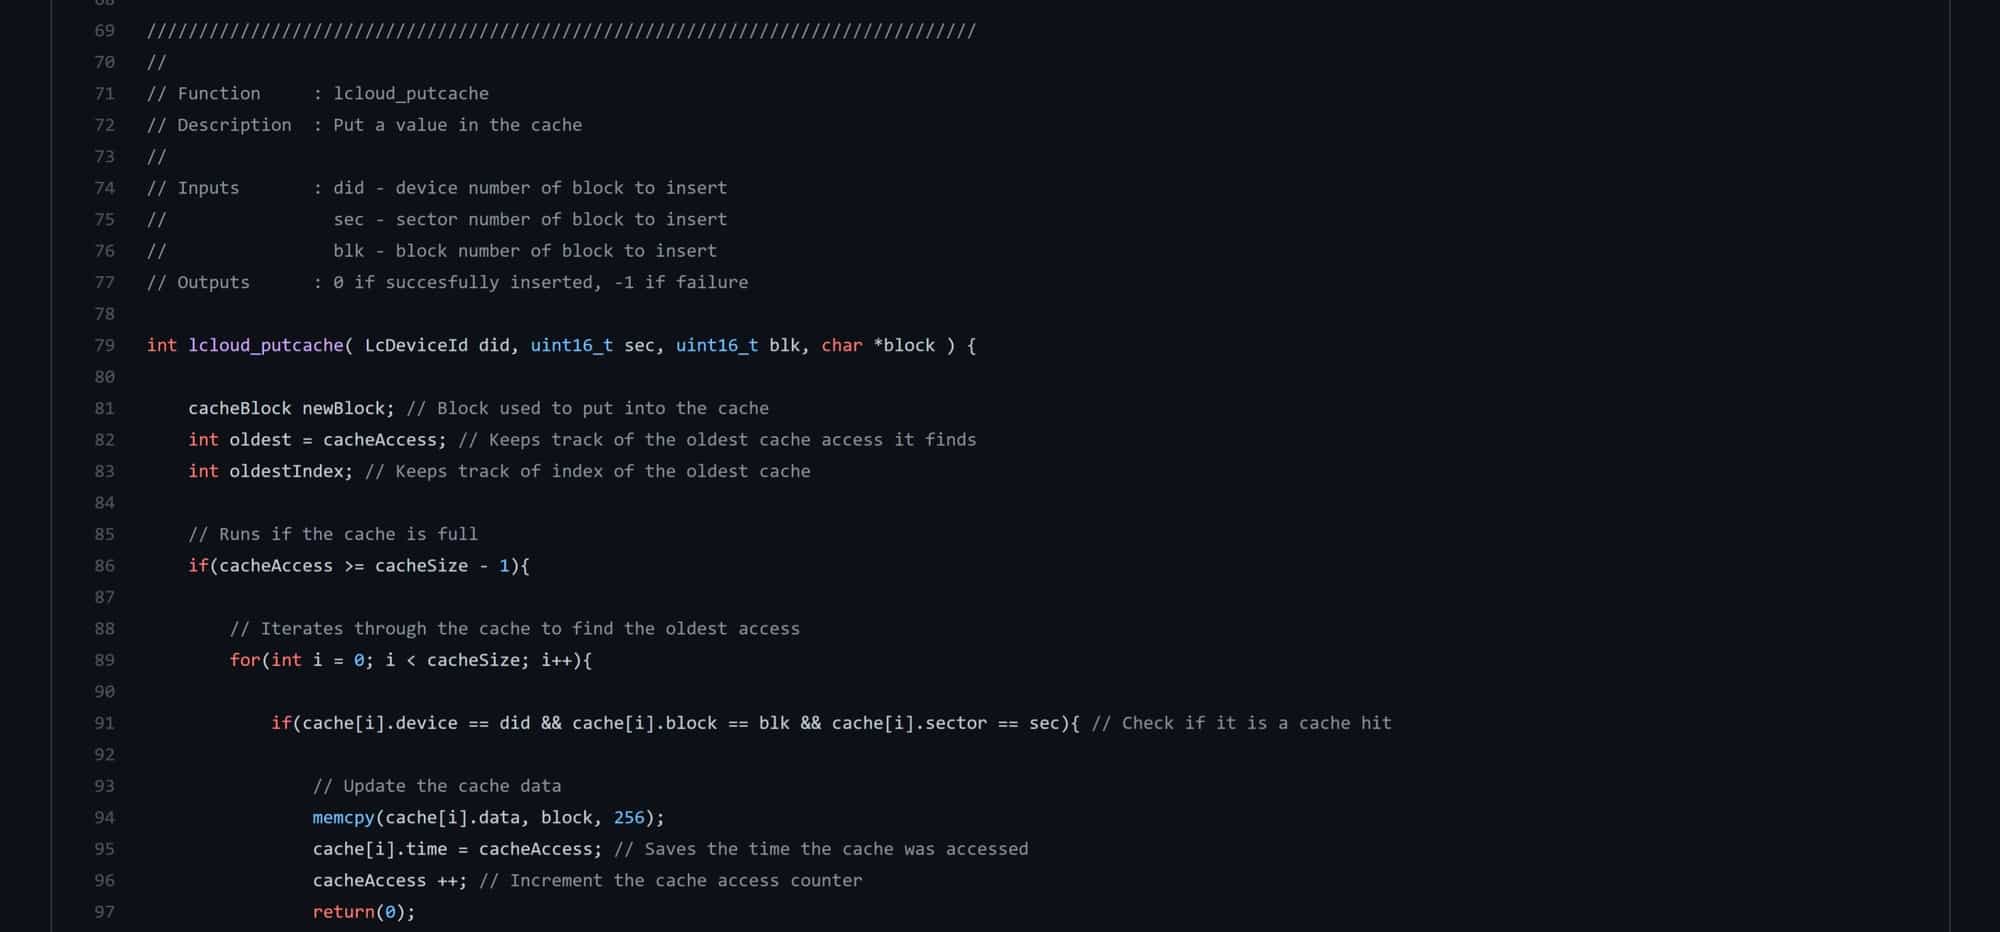 68
69 ////////////////////////////////////////////////////////////////////////////////
70 //
71 // Function     : lcloud_putcache
72 // Description  : Put a value in the cache
73 //
74 // Inputs       : did - device number of block to insert
75 //                sec - sector number of block to insert
76 //                blk - block number of block to insert
77 // Outputs      : 0 if succesfully inserted, -1 if failure
78
79 int lcloud_putcache( LcDeviceId did, uint16_t sec, uint16_t blk, char *block ) {
80
81     cacheBlock newBlock; // Block used to put into the cache
82     int oldest = cacheAccess; // Keeps track of the oldest cache access it finds
83     int oldestIndex; // Keeps track of index of the oldest cache
84
85     // Runs if the cache is full
86     if(cacheAccess >= cacheSize - 1){
87
88         // Iterates through the cache to find the oldest access
89         for(int i = 0; i < cacheSize; i++){
90
91             if(cache[i].device == did && cache[i].block == blk && cache[i].sector == sec){ // Check if it is a cache hit
92
93                 // Update the cache data
94                 memcpy(cache[i].data, block, 256);
95                 cache[i].time = cacheAccess; // Saves the time the cache was accessed
96                 cacheAccess ++; // Increment the cache access counter
97                 return(0);